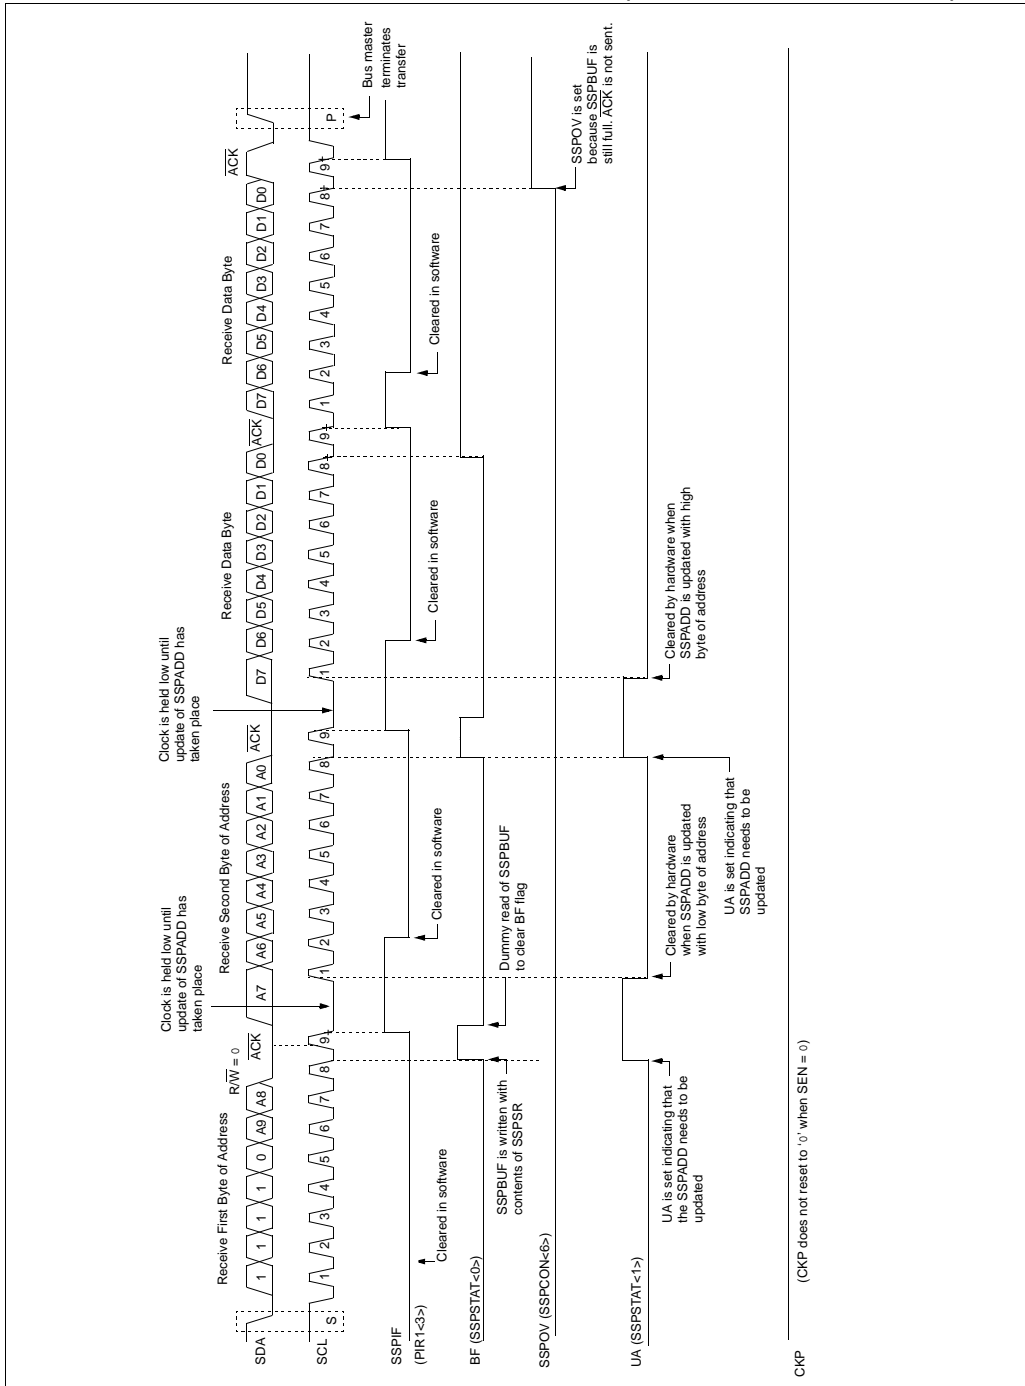 Receive First Byte of Address
R/W = 0
ACK
Clock is held low until
update of SSPADD has
taken place
Receive Second Byte of Address
ACK
Clock is held low until
update of SSPADD has
taken place
Receive Data Byte
ACK
Receive Data Byte
ACK
Bus master
terminates
transfer
SDA
1 1 1 1 0 A9 A8 A7 A6 A5 A4 A3 A2 A1 A0 D7 D6 D5 D4 D3 D2 D1 D0 D7 D6 D5 D4 D3 D2 D1 D0
SCL
S 1 2 3 4 5 6 7 8 9 1 2 3 4 5 6 7 8 9 1 2 3 4 5 6 7 8 9 1 2 3 4 5 6 7 8 9 P
SSPIF
(PIR1<3>)
Cleared in software
Cleared in software
Cleared in software
Cleared in software
BF (SSPSTAT<0>)
SSPBUF is written with
contents of SSPSR
Dummy read of SSPBUF
to clear BF flag
SSPOV (SSPCON<6>)
SSPOV is set
because SSPBUF is
still full. ACK is not sent.
UA (SSPSTAT<1>)
UA is set indicating that
the SSPADD needs to be
updated
Cleared by hardware
when SSPADD is updated
with low byte of address
UA is set indicating that
SSPADD needs to be
updated
Cleared by hardware when
SSPADD is updated with high
byte of address
CKP
(CKP does not reset to '0' when SEN = 0)